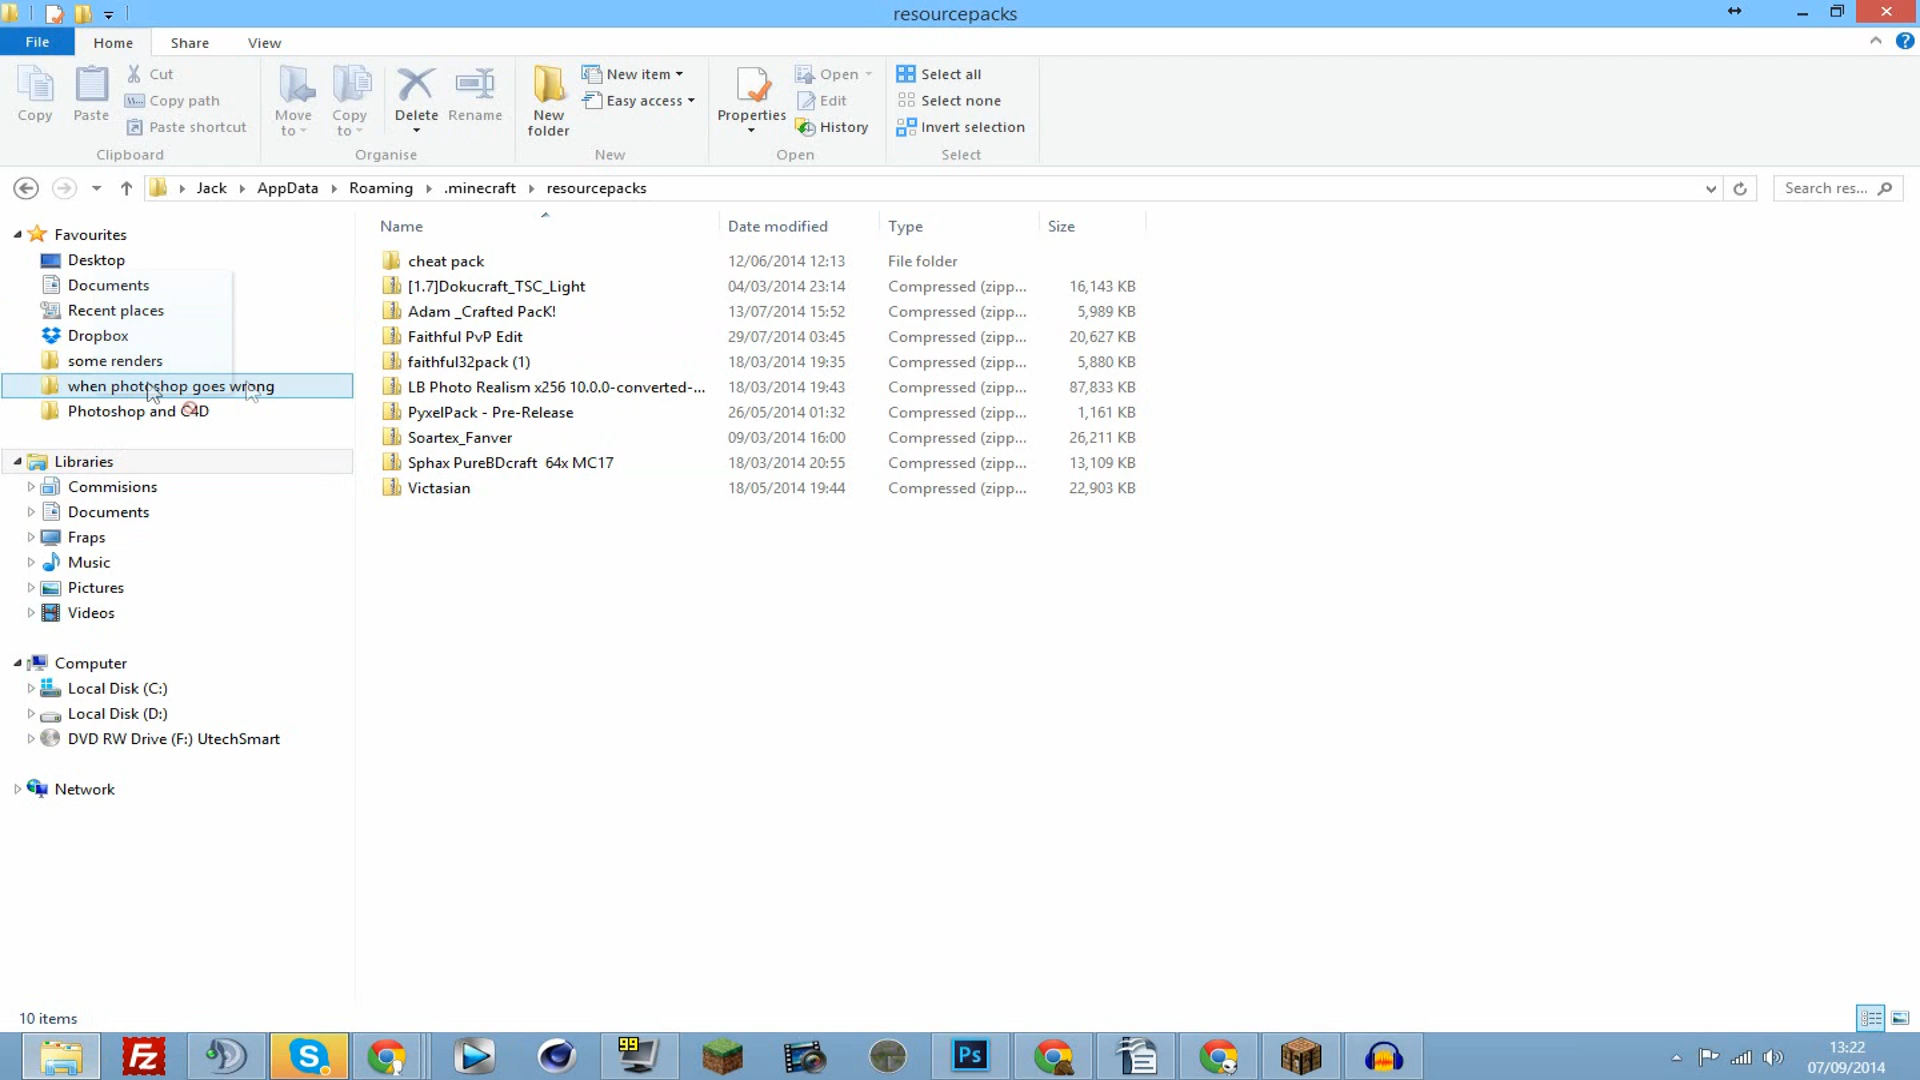 resourcepacks
File Home Share View
Copy Paste Cut Copy path Paste shortcut
Move to Copy to Delete Rename
New folder New item Easy access
Properties Open Edit History
Select all Select none Invert selection
Clipboard Organise New Open Select
Jack AppData Roaming .minecraft resourcepacks Search res...
Name Date modified Type Size
Favourites
Desktop
Documents
Recent places
Dropbox
some renders
when photoshop goes wrong
Photoshop and C4D
Libraries
Commisions
Documents
Fraps
Music
Pictures
Videos
Computer
Local Disk (C:)
Local Disk (D:)
DVD RW Drive (F:) UtechSmart
Network
cheat pack 12/06/2014 12:13 File folder
[1.7]Dokucraft_TSC_Light 04/03/2014 23:14 Compressed (zipp... 16,143 KB
Adam _Crafted PacK! 13/07/2014 15:52 Compressed (zipp... 5,989 KB
Faithful PvP Edit 29/07/2014 03:45 Compressed (zipp... 20,627 KB
faithful32pack (1) 18/03/2014 19:35 Compressed (zipp... 5,880 KB
LB Photo Realism x256 10.0.0-converted-... 18/03/2014 19:43 Compressed (zipp... 87,833 KB
PyxelPack - Pre-Release 26/05/2014 01:32 Compressed (zipp... 1,161 KB
Soartex_Fanver 09/03/2014 16:00 Compressed (zipp... 26,211 KB
Sphax PureBDcraft 64x MC17 18/03/2014 20:55 Compressed (zipp... 13,109 KB
Victasian 18/05/2014 19:44 Compressed (zipp... 22,903 KB
10 items
Fz 99 Ps
13:22
07/09/2014